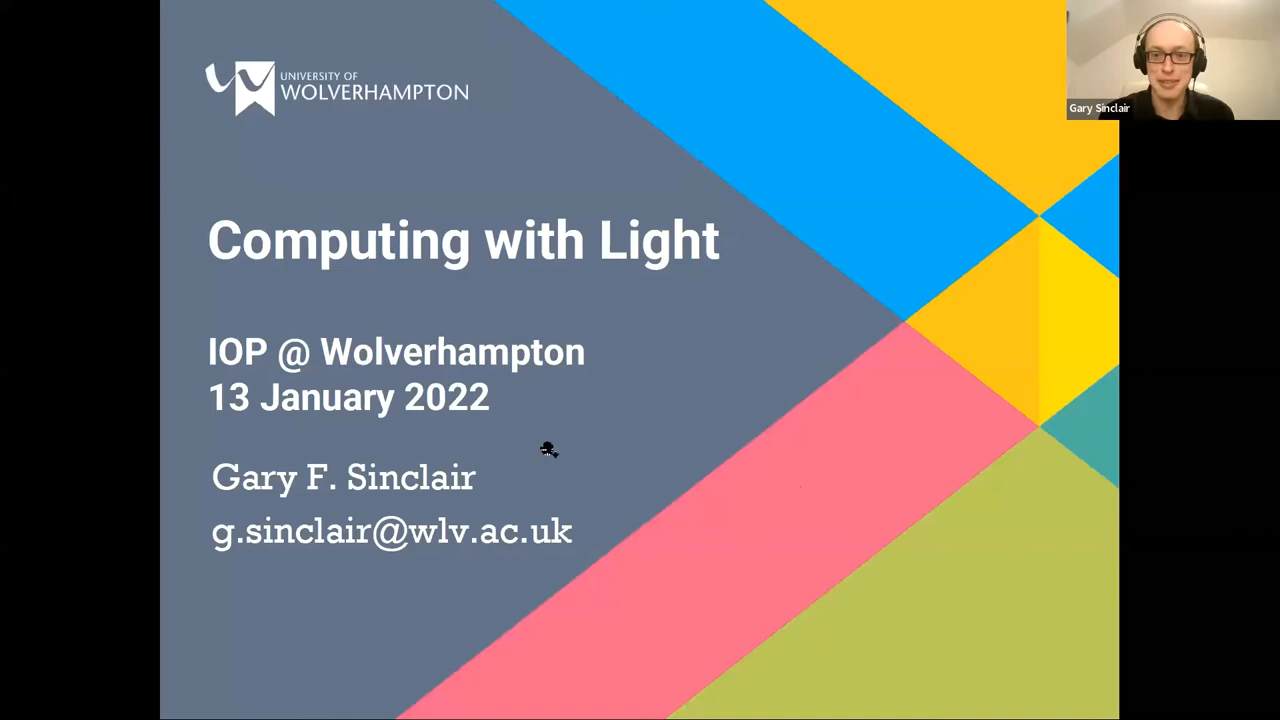 UNIVERSITY OF
WOLVERHAMPTON
Computing with Light
IOP @ Wolverhampton
13 January 2022
Gary F. Sinclair
g.sinclair@wlv.ac.uk
Gary Sinclair